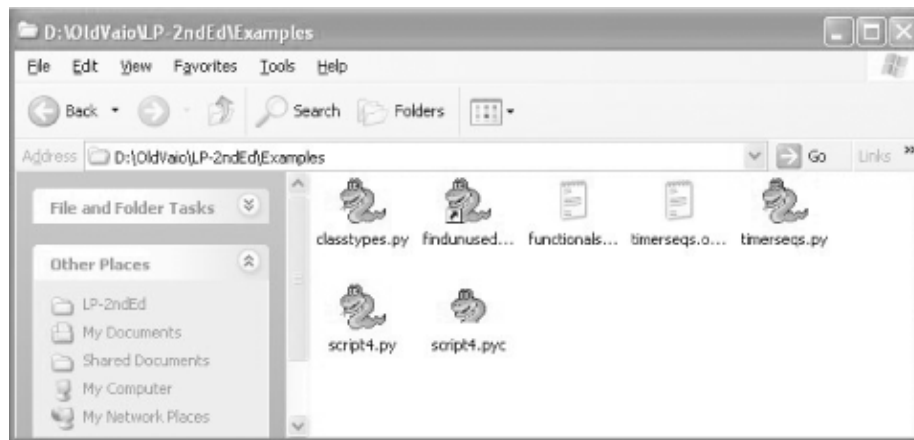 D:\OldVaio\LP-2ndEd\Examples
File Edit View Favorites Tools Help
Back Search Folders
Address D:\OldVaio\LP-2ndEd\Examples Go Links »
File and Folder Tasks
Other Places
LP-2ndEd
My Documents
Shared Documents
My Computer
My Network Places
classtypes.py findunused... functionals... timerseqs.o... timerseqs.py
script4.py script4.pyc